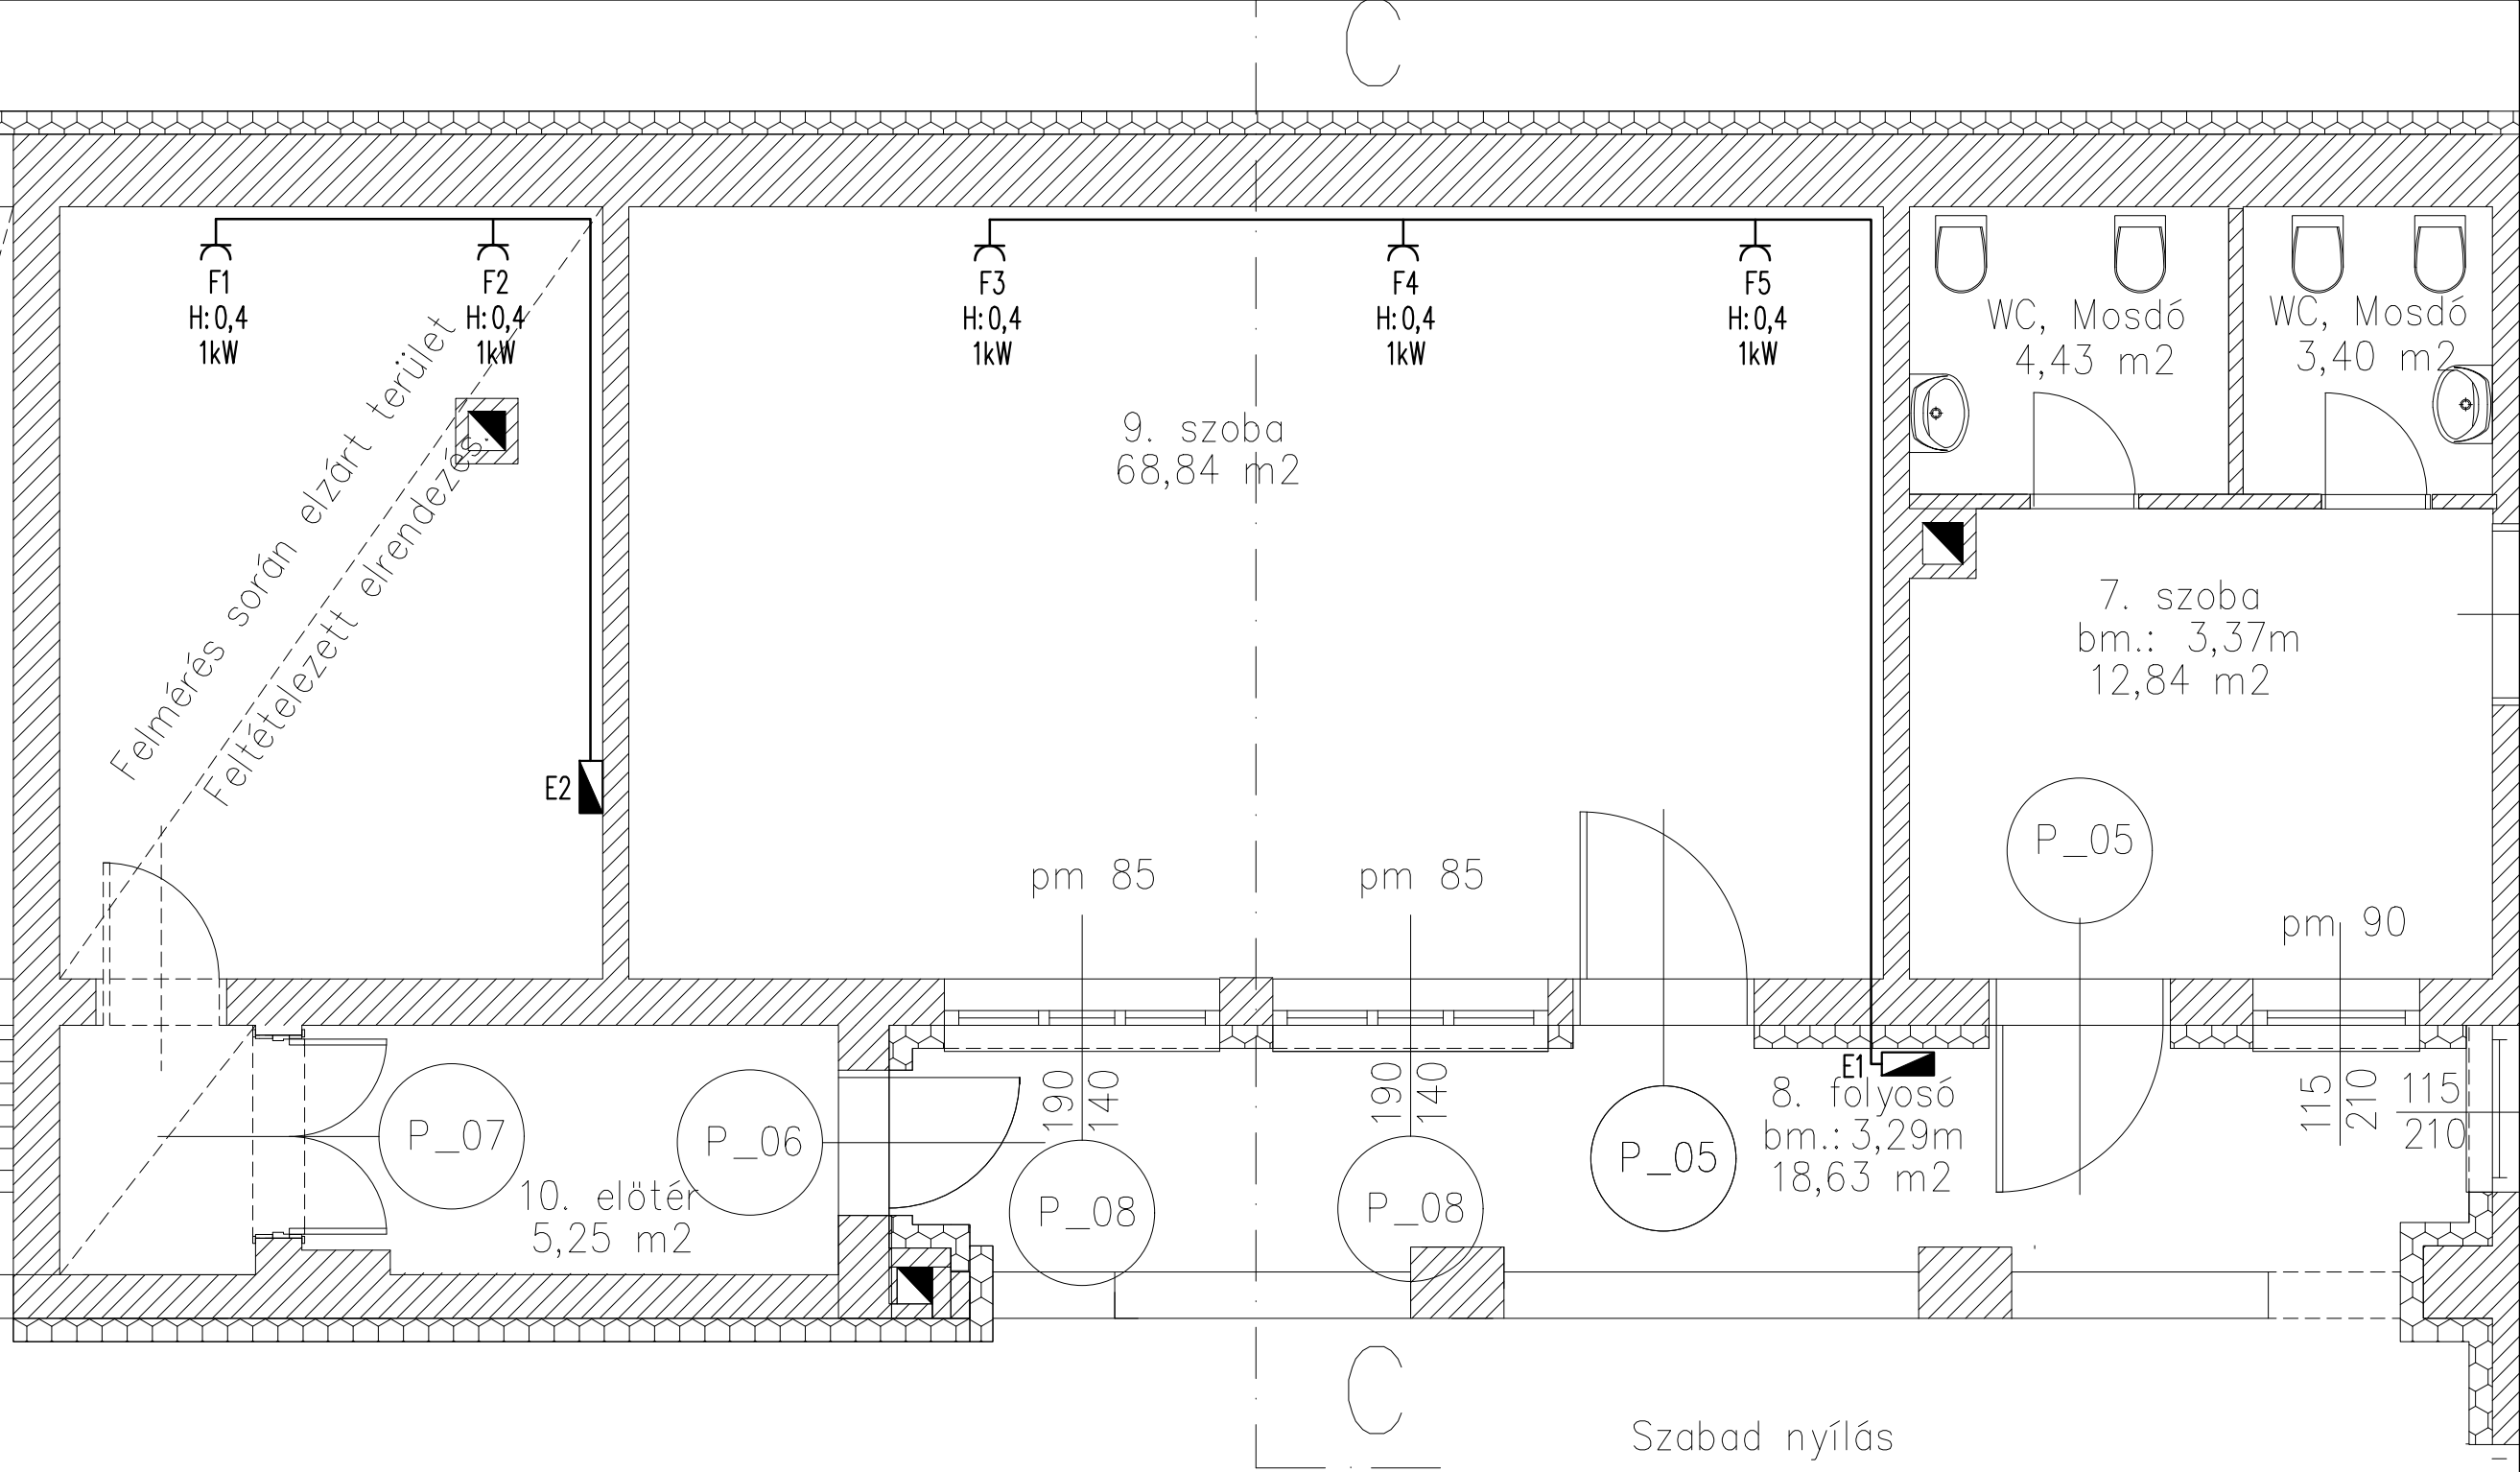 C
F1
H:0,4
1kW
F2
H:0,4
1kW
F3
H:0,4
1kW
F4
H:0,4
1kW
F5
H:0,4
1kW
WC, Mosdó
4,43 m2
WC, Mosdó
3,40 m2
Felmérés során elzárt terület
Feltételezett elrendezés.
9. szoba
68,84 m2
7. szoba
bm.: 3,37m
12,84 m2
E2
pm 85
pm 85
P_05
pm 90
E1
190
140
190
140
8. folyosó
bm.:3,29m
18,63 m2
115
210
115
210
P_07
P_06
P_08
P_08
P_05
10. elötér
5,25 m2
C
Szabad nyílás